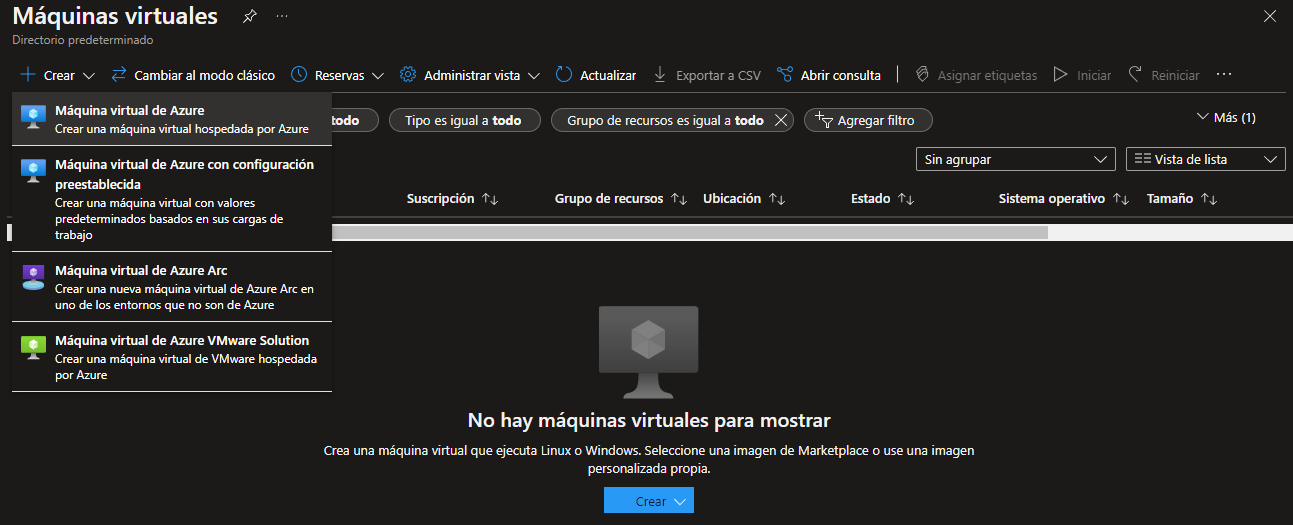 Máquinas virtuales
Directorio predeterminado
Crear
Cambiar al modo clásico
Reservas
Administrar vista
Actualizar
Exportar a CSV
Abrir consulta
Asignar etiquetas
Iniciar
Reiniciar
Máquina virtual de Azure
Crear una máquina virtual hospedada por Azure
Máquina virtual de Azure con configuración
preestablecida
Crear una máquina virtual con valores
predeterminados basados en sus cargas de
trabajo
Máquina virtual de Azure Arc
Crear una nueva máquina virtual de Azure Arc en
uno de los entornos que no son de Azure
Máquina virtual de Azure VMware Solution
Crear una máquina virtual de VMware hospedada
por Azure
todo
Tipo es igual a todo
Grupo de recursos es igual a todo
Agregar filtro
Más (1)
Sin agrupar
Vista de lista
Suscripción
Grupo de recursos
Ubicación
Estado
Sistema operativo
Tamaño
No hay máquinas virtuales para mostrar
Crea una máquina virtual que ejecuta Linux o Windows. Seleccione una imagen de Marketplace o use una imagen
personalizada propia.
Crear